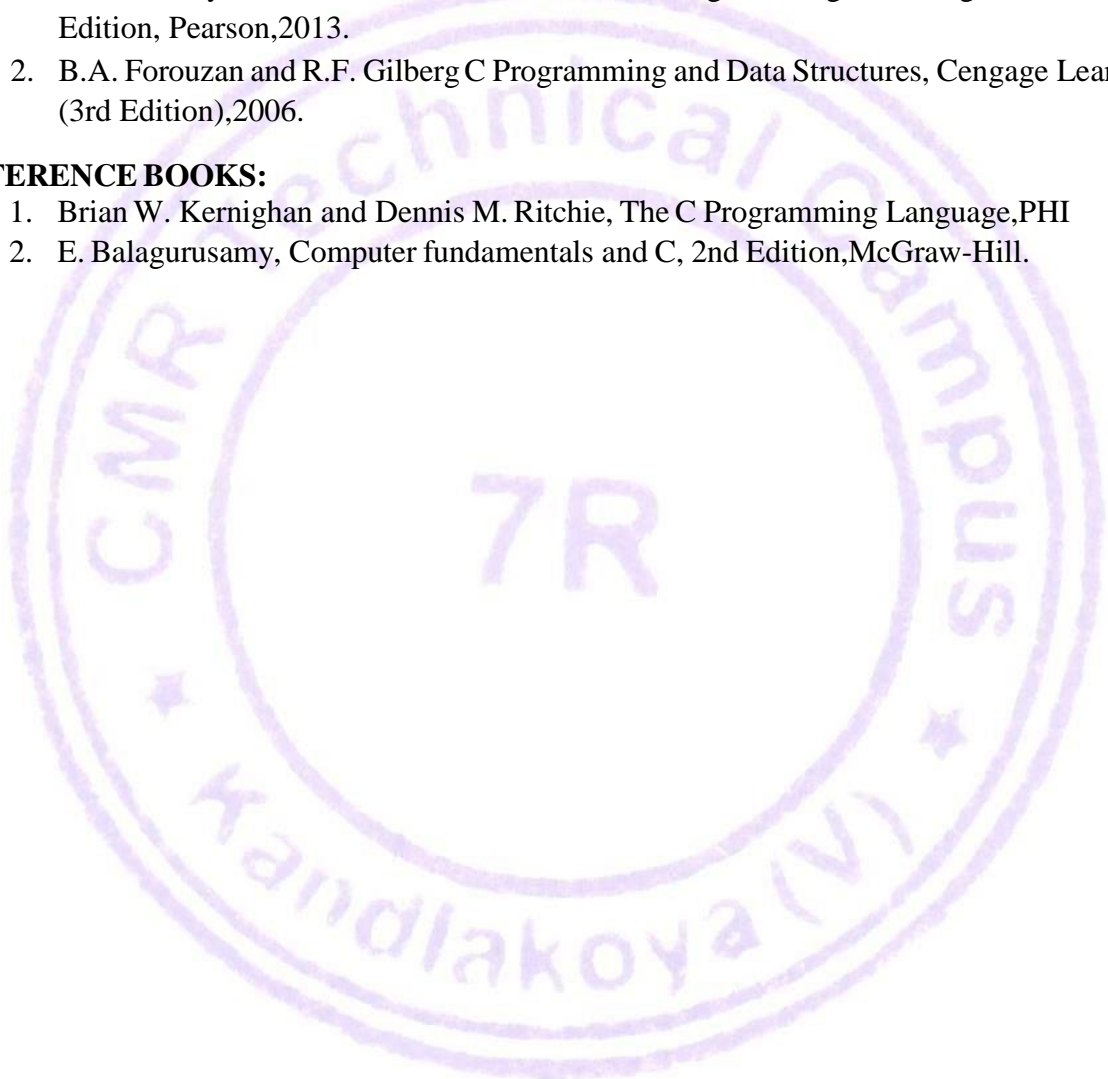 Edition, Pearson,2013.
2. B.A. Forouzan and R.F. Gilberg C Programming and Data Structures, Cengage Lear
(3rd Edition),2006.
ERENCE BOOKS:
1. Brian W. Kernighan and Dennis M. Ritchie, The C Programming Language,PHI
2. E. Balagurusamy, Computer fundamentals and C, 2nd Edition,McGraw-Hill.
CMR Technical Campus
7R
Kandlakoya (V)